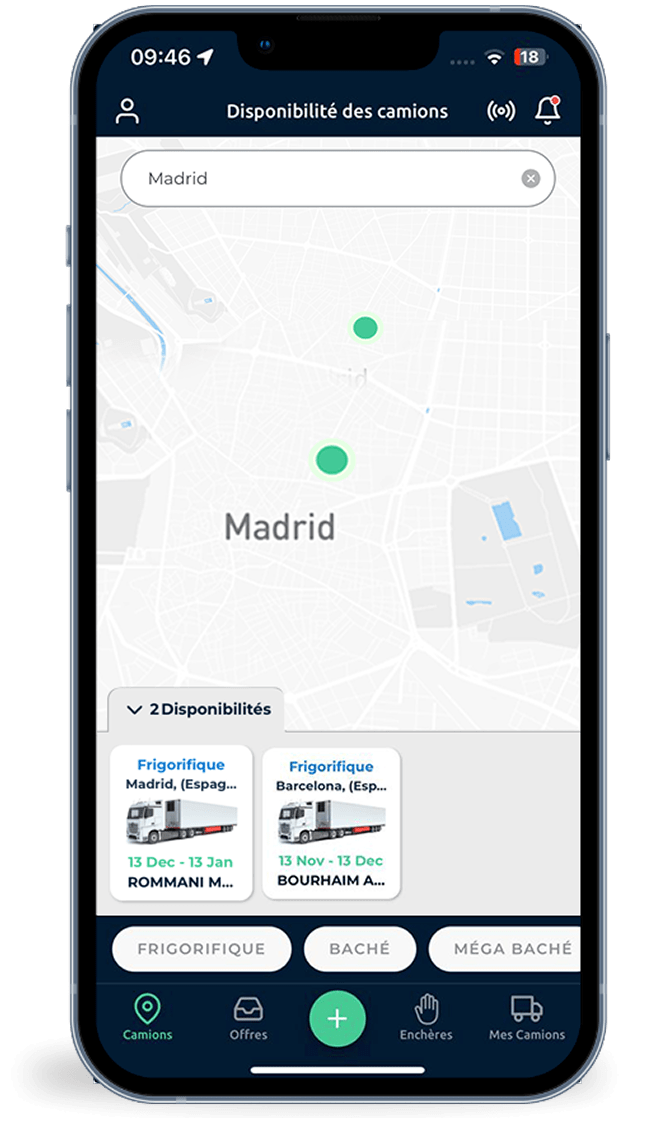 09:46
18
Disponibilité des camions
Madrid
Madrid
2 Disponibilités
Frigorifique
Madrid, (Espag...
13 Dec - 13 Jan
ROMMANI M...
Frigorifique
Barcelona, (Esp...
13 Nov - 13 Dec
BOURHAIM A...
FRIGORIFIQUE
BACHÉ
MÉGA BACHÉ
Camions
Offres
Enchères
Mes Camions